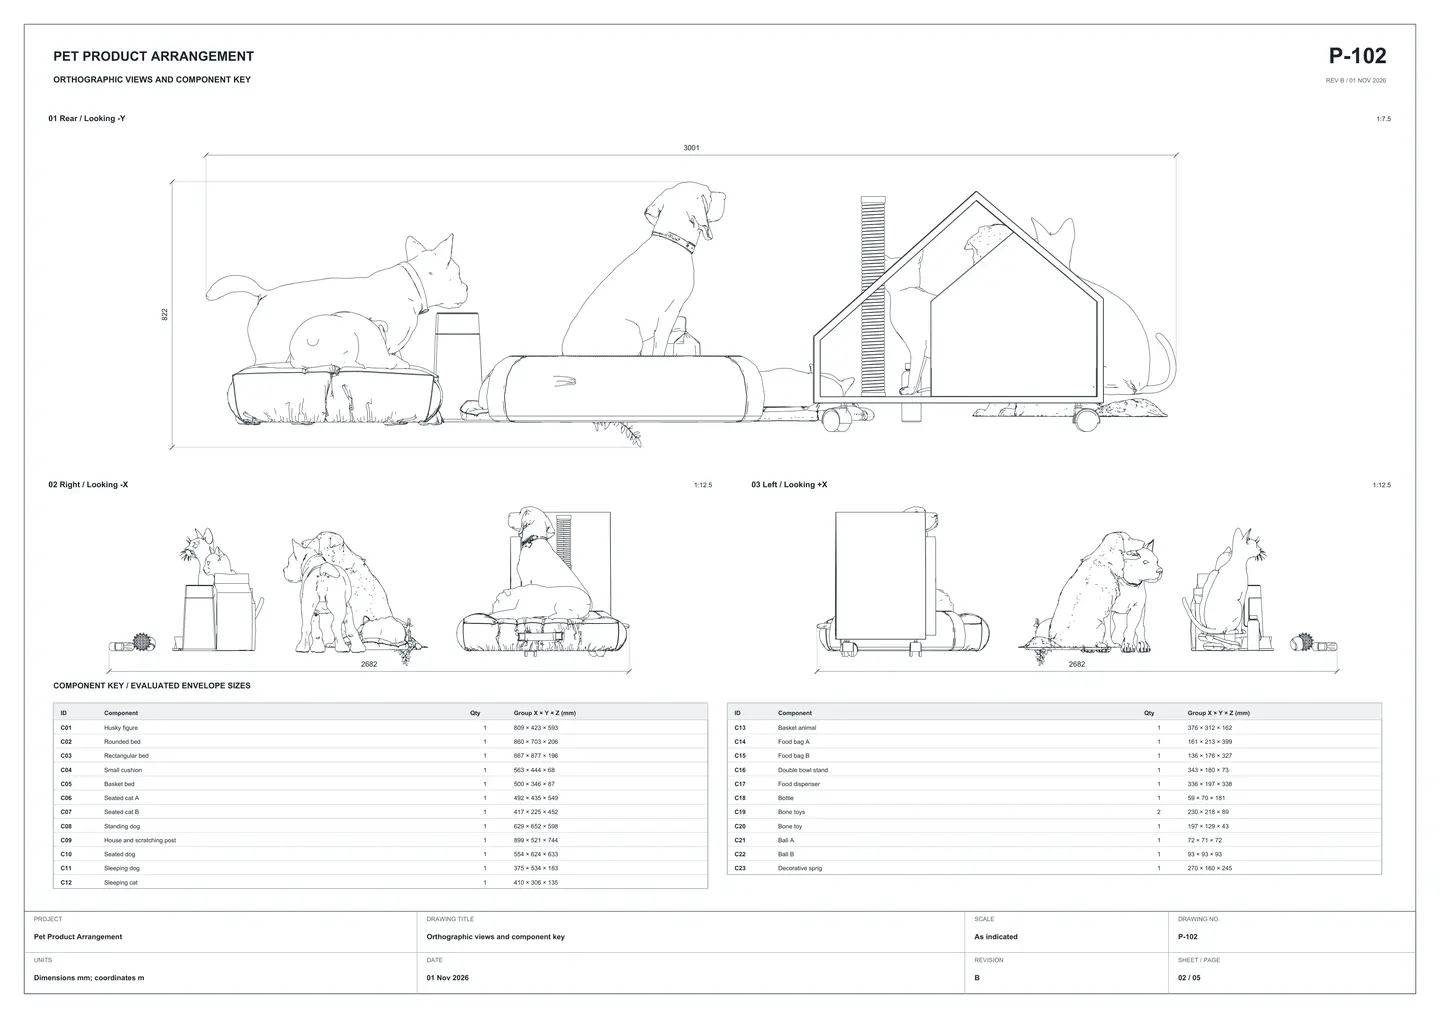 PET PRODUCT ARRANGEMENT
P-102
ORTHOGRAPHIC VIEWS AND COMPONENT KEY
REV B / 01 NOV 2026
01 Rear / Looking -Y
1:7.5
3001
822
02 Right / Looking -X
1:12.5
03 Left / Looking +X
1:12.5
2682
2682
COMPONENT KEY / EVALUATED ENVELOPE SIZES
ID Component Qty Group X × Y × Z (mm)
C01 Husky figure 1 809 × 423 × 593
C02 Rounded bed 1 860 × 703 × 206
C03 Rectangular bed 1 667 × 877 × 196
C04 Small cushion 1 563 × 444 × 68
C05 Basket bed 1 500 × 346 × 87
C06 Seated cat A 1 492 × 435 × 549
C07 Seated cat B 1 417 × 225 × 452
C08 Standing dog 1 629 × 652 × 598
C09 House and scratching post 1 899 × 521 × 744
C10 Seated dog 1 554 × 624 × 633
C11 Sleeping dog 1 375 × 534 × 183
C12 Sleeping cat 1 410 × 306 × 135
ID Component Qty Group X × Y × Z (mm)
C13 Basket animal 1 376 × 312 × 162
C14 Food bag A 1 161 × 213 × 399
C15 Food bag B 1 136 × 176 × 327
C16 Double bowl stand 1 343 × 180 × 73
C17 Food dispenser 1 336 × 197 × 338
C18 Bottle 1 59 × 70 × 181
C19 Bone toys 2 230 × 218 × 89
C20 Bone toy 1 197 × 129 × 43
C21 Ball A 1 72 × 71 × 72
C22 Ball B 1 93 × 93 × 93
C23 Decorative sprig 1 270 × 160 × 245
PROJECT
Pet Product Arrangement
DRAWING TITLE
Orthographic views and component key
SCALE
As indicated
DRAWING NO.
P-102
UNITS
Dimensions mm; coordinates m
DATE
01 Nov 2026
REVISION
B
SHEET / PAGE
02 / 05